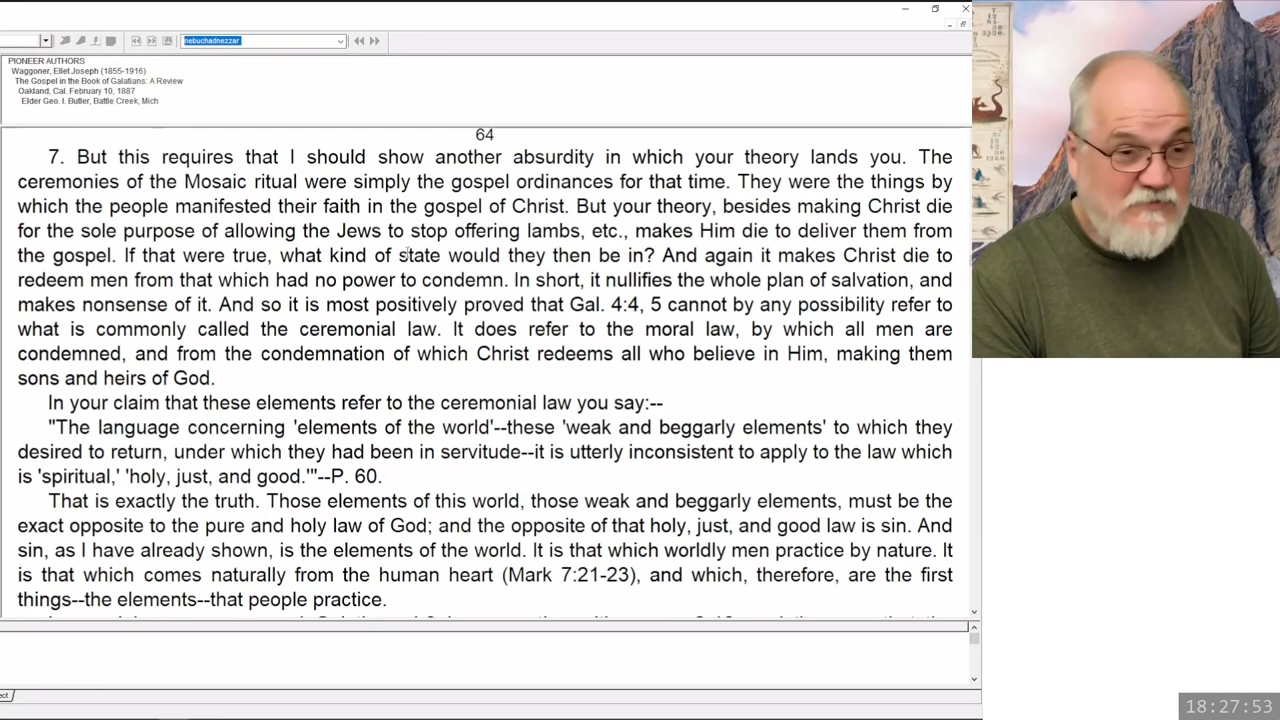 nebuchadnezzar
PIONEER AUTHORS
Waggoner, Ellet Joseph (1855-1916)
The Gospel in the Book of Galatians: A Review
Oakland, Cal. February 10, 1887
Elder Geo. I. Butler, Battle Creek, Mich
64
7. But this requires that I should show another absurdity in which your theory lands you. The
ceremonies of the Mosaic ritual were simply the gospel ordinances for that time. They were the things by
which the people manifested their faith in the gospel of Christ. But your theory, besides making Christ die
for the sole purpose of allowing the Jews to stop offering lambs, etc., makes Him die to deliver them from
the gospel. If that were true, what kind of state would they then be in? And again it makes Christ die to
redeem men from that which had no power to condemn. In short, it nullifies the whole plan of salvation, and
makes nonsense of it. And so it is most positively proved that Gal. 4:4, 5 cannot by any possibility refer to
what is commonly called the ceremonial law. It does refer to the moral law, by which all men are
condemned, and from the condemnation of which Christ redeems all who believe in Him, making them
sons and heirs of God.
In your claim that these elements refer to the ceremonial law you say:--
"The language concerning 'elements of the world'--these 'weak and beggarly elements' to which they
desired to return, under which they had been in servitude--it is utterly inconsistent to apply to the law which
is 'spiritual,' 'holy, just, and good.'"--P. 60.
That is exactly the truth. Those elements of this world, those weak and beggarly elements, must be the
exact opposite to the pure and holy law of God; and the opposite of that holy, just, and good law is sin. And
sin, as I have already shown, is the elements of the world. It is that which worldly men practice by nature. It
is that which comes naturally from the human heart (Mark 7:21-23), and which, therefore, are the first
things--the elements--that people practice.
18:27:53